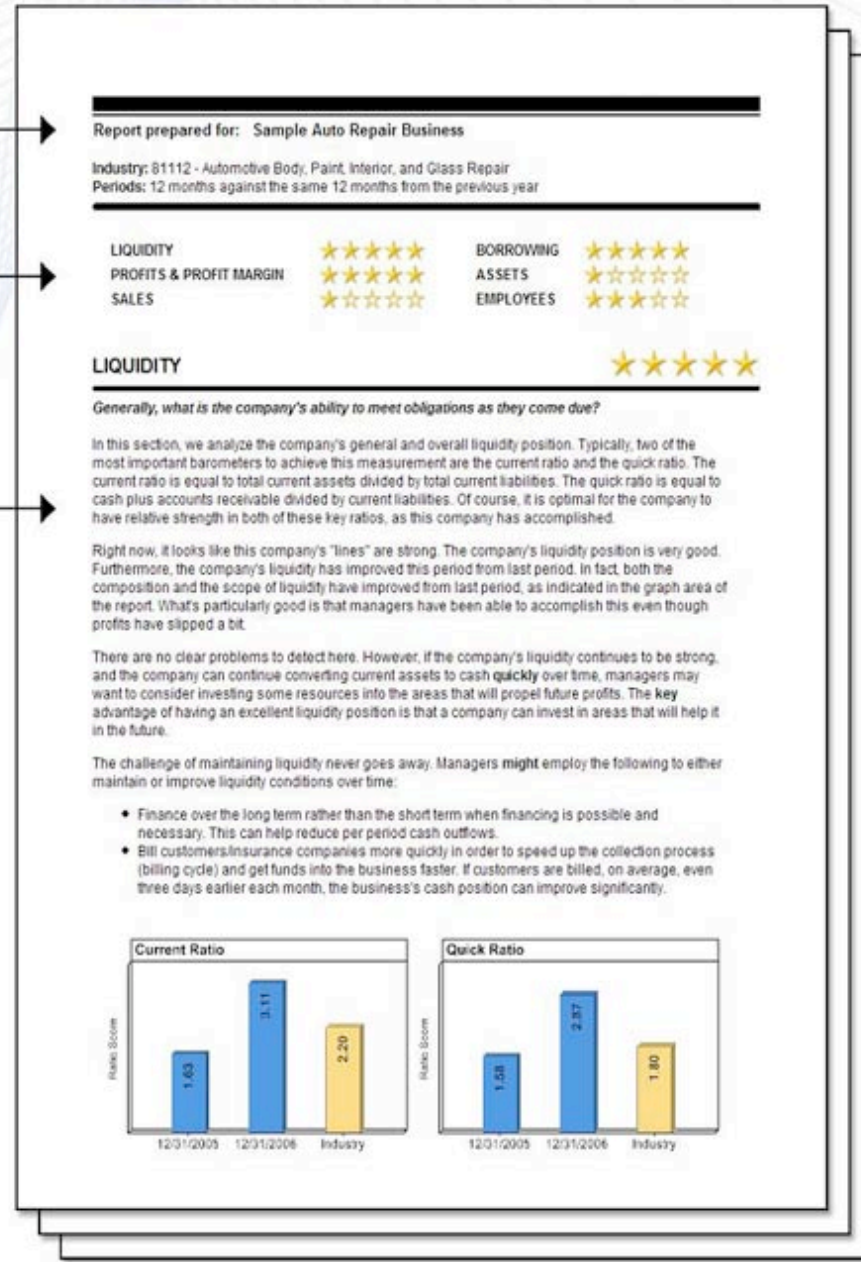 Report prepared for: Sample Auto Repair Business
Industry: 81112 - Automotive Body, Paint, Interior, and Glass Repair
Periods: 12 months against the same 12 months from the previous year
LIQUIDITY BORROWING
PROFITS & PROFIT MARGIN ASSETS
SALES EMPLOYEES
LIQUIDITY
Generally, what is the company's ability to meet obligations as they come due?
In this section, we analyze the company's general and overall liquidity position. Typically, two of the
most important barometers to achieve this measurement are the current ratio and the quick ratio. The
current ratio is equal to total current assets divided by total current liabilities. The quick ratio is equal to
cash plus accounts receivable divided by current liabilities. Of course, it is optimal for the company to
have relative strength in both of these key ratios, as this company has accomplished.
Right now, it looks like this company's "lines" are strong. The company's liquidity position is very good.
Furthermore, the company's liquidity has improved this period from last period. In fact, both the
composition and the scope of liquidity have improved from last period, as indicated in the graph area of
the report. What's particularly good is that managers have been able to accomplish this even though
profits have slipped a bit.
There are no clear problems to detect here. However, if the company's liquidity continues to be strong,
and the company can continue converting current assets to cash quickly over time, managers may
want to consider investing some resources into the areas that will propel future profits. The key
advantage of having an excellent liquidity position is that a company can invest in areas that will help it
in the future.
The challenge of maintaining liquidity never goes away. Managers might employ the following to either
maintain or improve liquidity conditions over time:
• Finance over the long term rather than the short term when financing is possible and
necessary. This can help reduce per period cash outflows.
• Bill customers/insurance companies more quickly in order to speed up the collection process
(billing cycle) and get funds into the business faster. If customers are billed, on average, even
three days earlier each month, the business's cash position can improve significantly.
Current Ratio
Ratio Score
1.63
3.11
2.20
12/31/2005 12/31/2006 Industry
Quick Ratio
Ratio Score
1.58
2.87
1.80
12/31/2005 12/31/2006 Industry